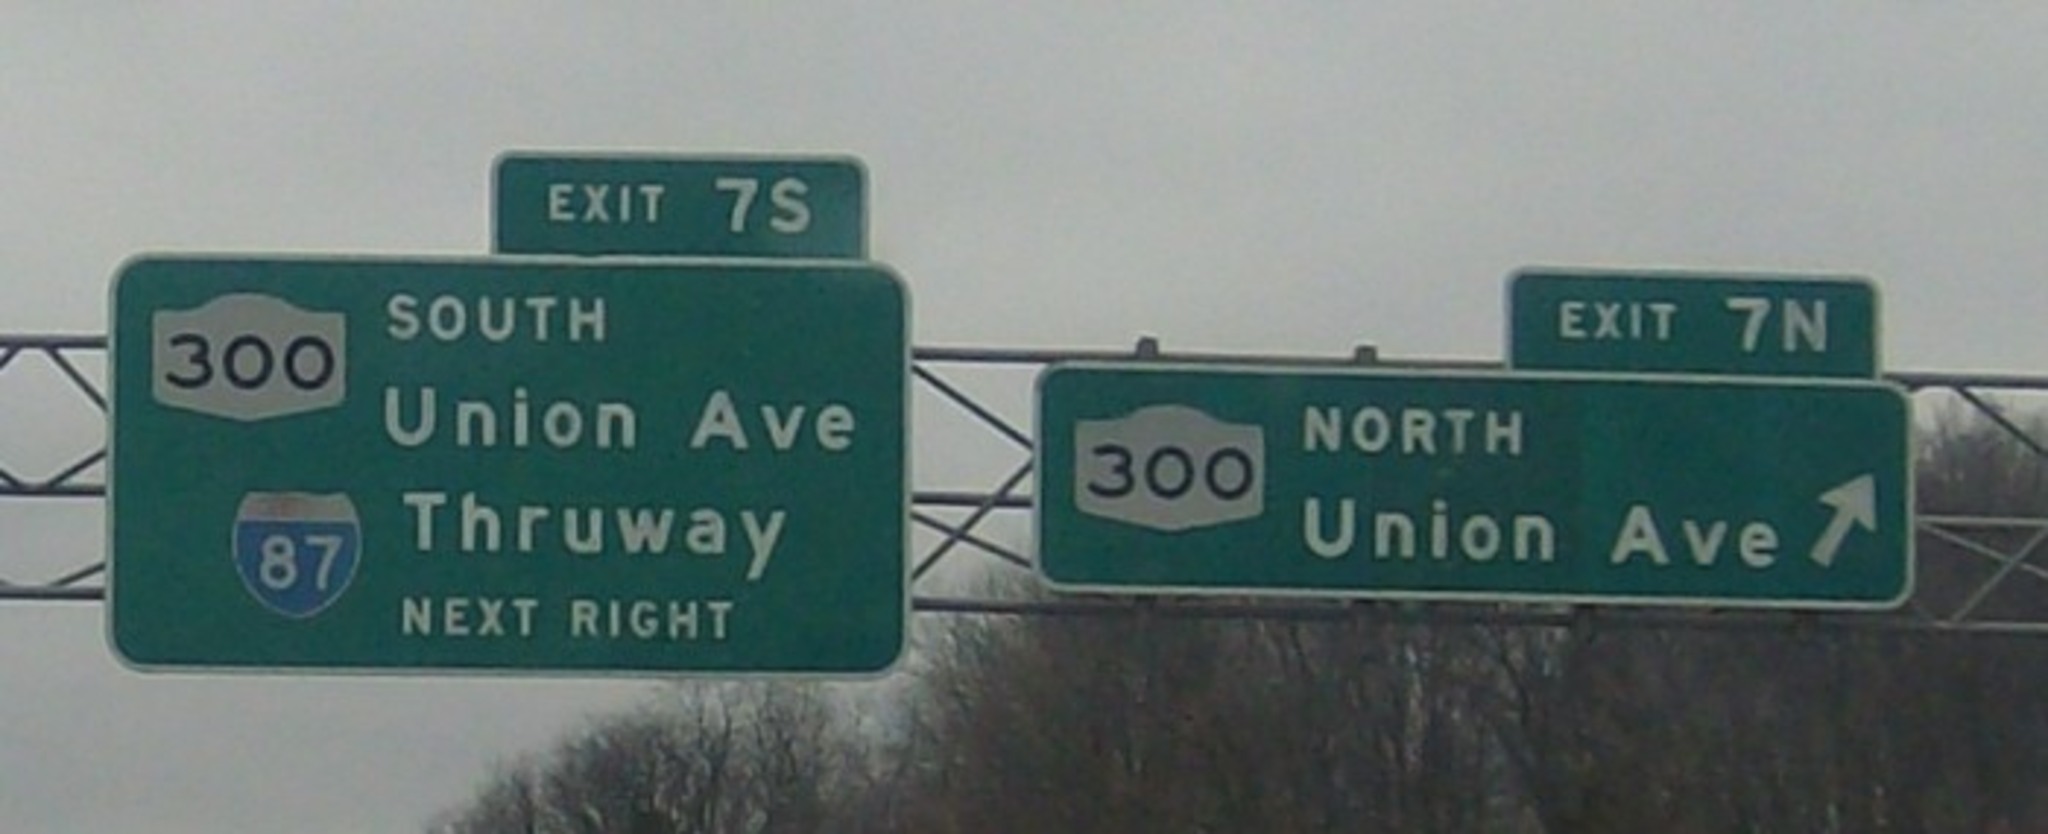 EXIT 7S
300 SOUTH
Union Ave
87 Thruway
NEXT RIGHT
EXIT 7N
300 NORTH
Union Ave